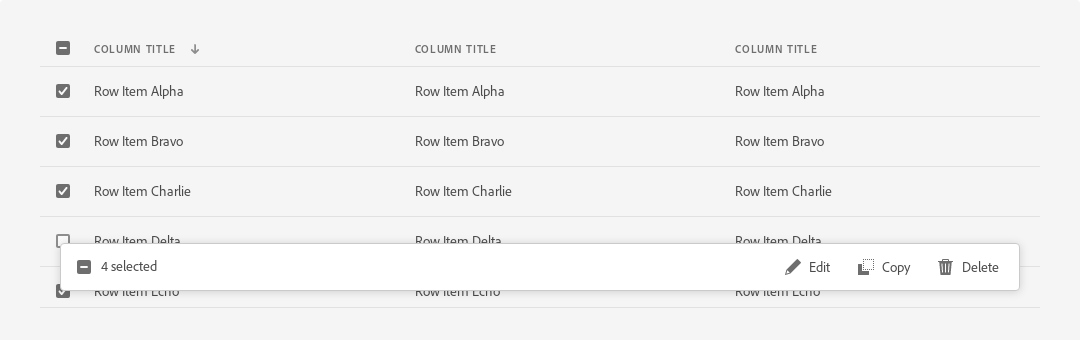 COLUMN TITLE COLUMN TITLE COLUMN TITLE
Row Item Alpha Row Item Alpha Row Item Alpha
Row Item Bravo Row Item Bravo Row Item Bravo
Row Item Charlie Row Item Charlie Row Item Charlie
Row Item Delta Row Item Delta Row Item Delta
4 selected Edit Copy Delete
Row Item Echo Row Item Echo Row Item Echo